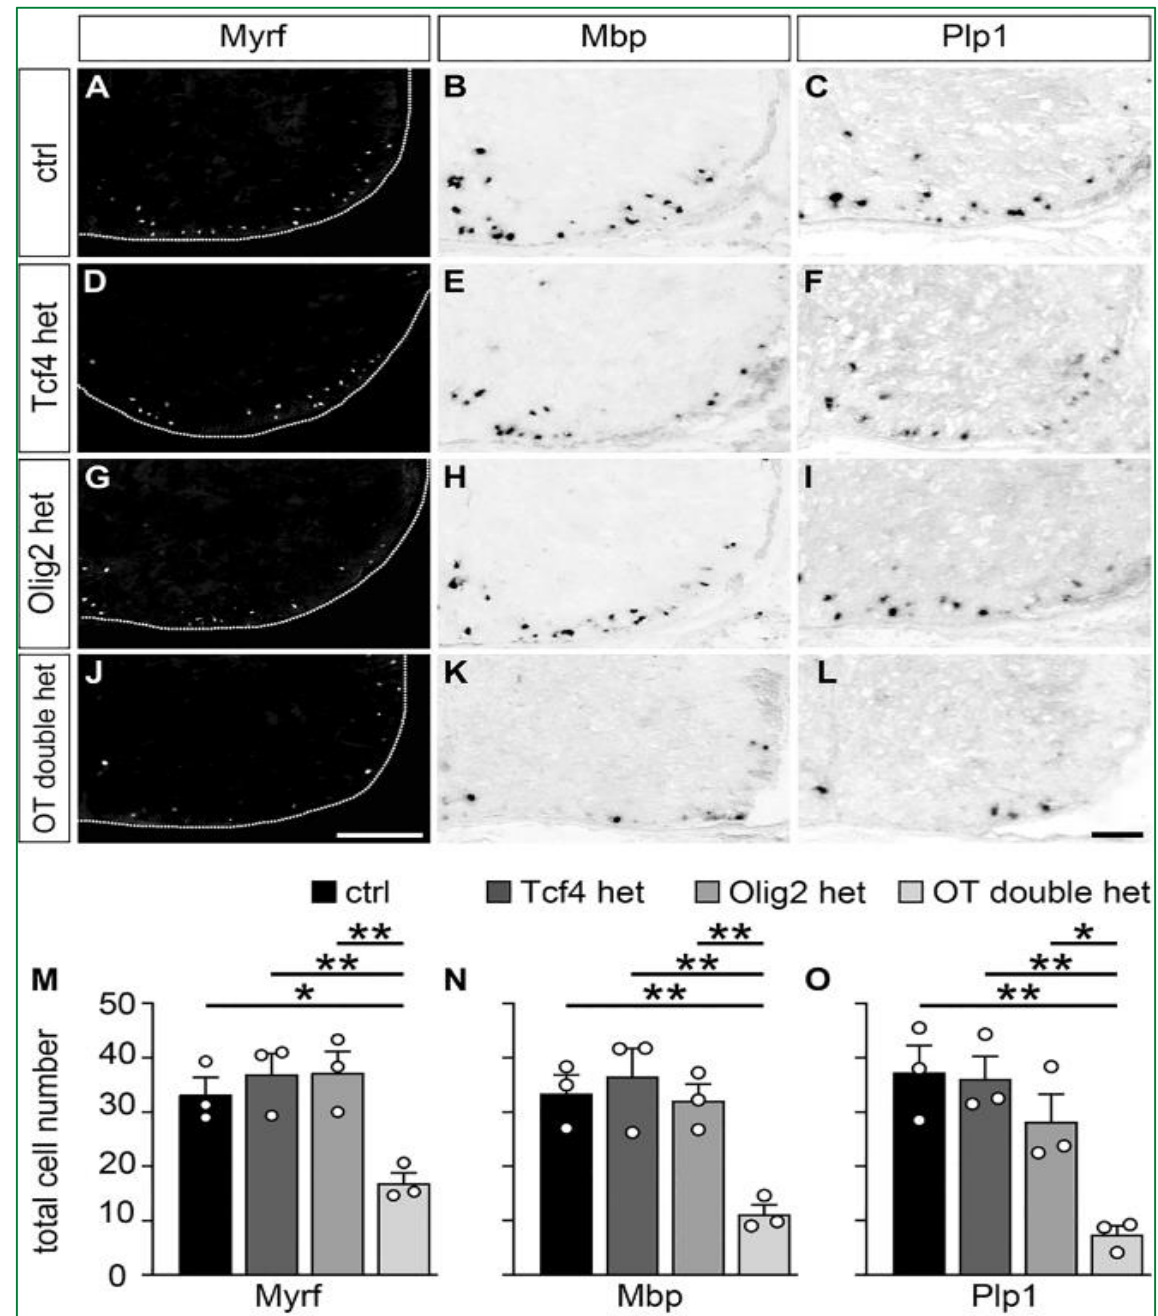 Myrf Mbp Plp1
ctrl A B C
Tcf4 het D E F
Olig2 het G H I
OT double het J K L
ctrl Tcf4 het Olig2 het OT double het
** ** *
** ** **
M * N ** O **
total cell number
50
40
30
20
10
0
Myrf Mbp Plp1